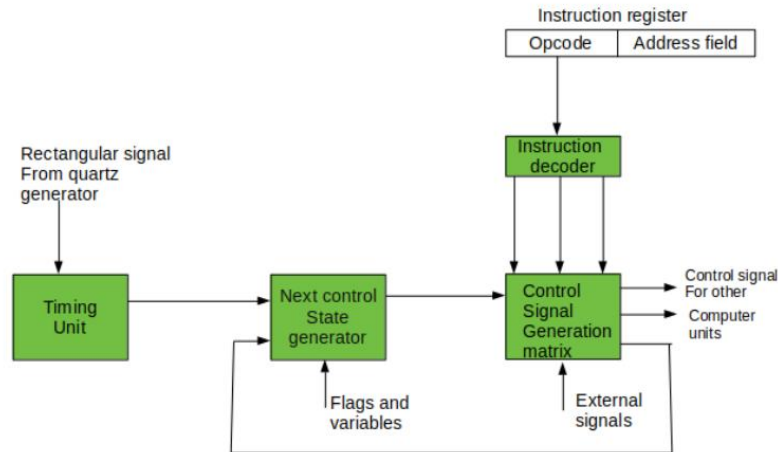 Instruction register
Opcode
Address field
Instruction
decoder
Rectangular signal
From quartz
generator
Timing
Unit
Next control
State
generator
Control
Signal
Generation
matrix
Control signal
For other
Computer
units
Flags and
variables
External
signals